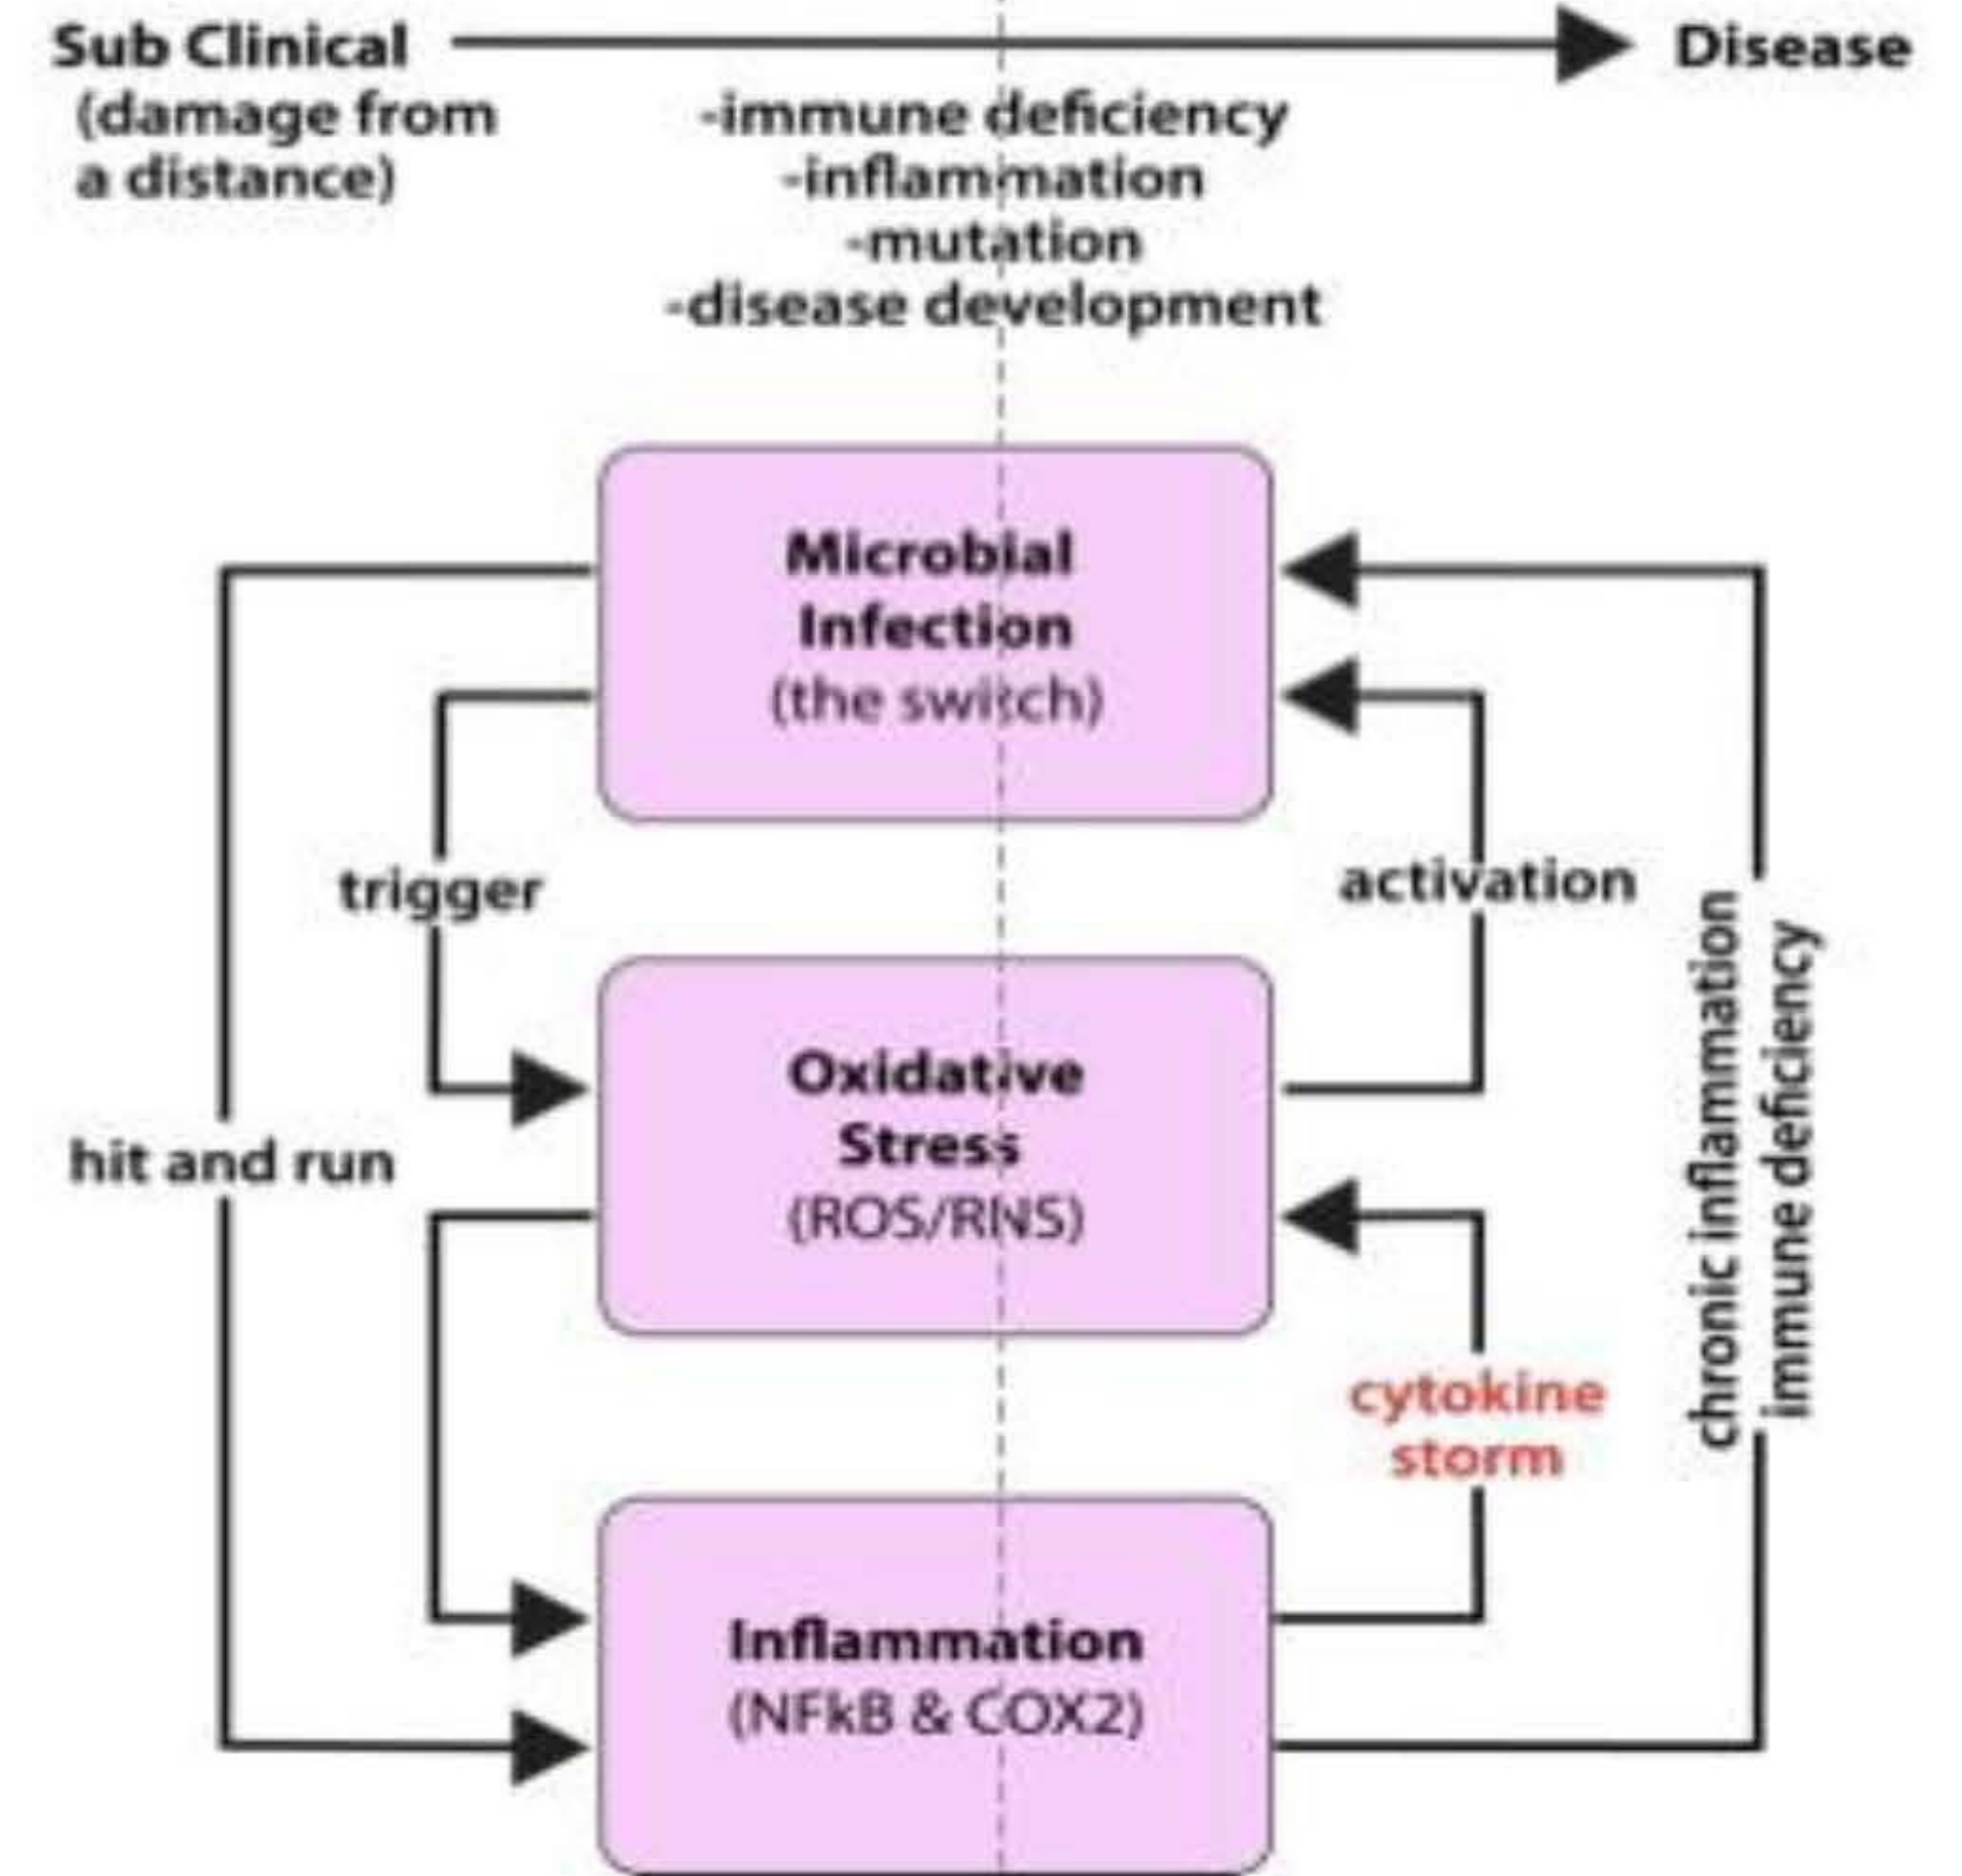 Sub Clinical
(damage from
a distance)
Disease
-immune deficiency
-inflammation
-mutation
-disease development
Microbial
Infection
(the switch)
trigger
activation
Oxidative
Stress
(ROS/RNS)
hit and run
chronic inflammation
immune deficiency
cytokine
storm
Inflammation
(NFkB & COX2)